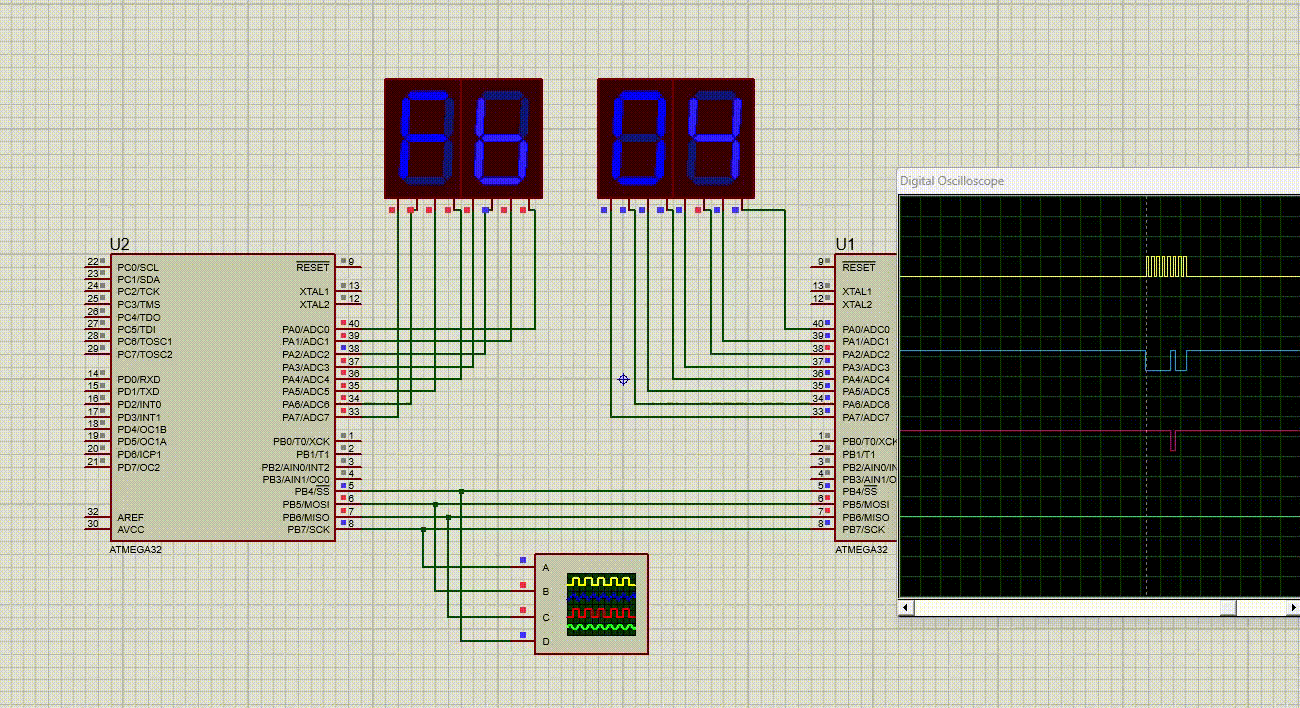 Fb
04
Digital Oscilloscope
U2
22 PC0/SCL
23 PC1/SDA
24 PC2/TCK
25 PC3/TMS
26 PC4/TDO
27 PC5/TDI
28 PC6/TOSC1
29 PC7/TOSC2
14 PD0/RXD
15 PD1/TXD
16 PD2/INT0
17 PD3/INT1
18 PD4/OC1B
19 PD5/OC1A
20 PD6/ICP1
21 PD7/OC2
32 AREF
30 AVCC
RESET 9
XTAL1 13
XTAL2 12
PA0/ADC0 40
PA1/ADC1 39
PA2/ADC2 38
PA3/ADC3 37
PA4/ADC4 36
PA5/ADC5 35
PA6/ADC6 34
PA7/ADC7 33
PB0/T0/XCK 1
PB1/T1 2
PB2/AIN0/INT2 3
PB3/AIN1/OC0 4
PB4/SS 5
PB5/MOSI 6
PB6/MISO 7
PB7/SCK 8
ATMEGA32
U1
9 RESET
13 XTAL1
12 XTAL2
40 PA0/ADC0
39 PA1/ADC1
38 PA2/ADC2
37 PA3/ADC3
36 PA4/ADC4
35 PA5/ADC5
34 PA6/ADC6
33 PA7/ADC7
1 PB0/T0/XCK
2 PB1/T1
3 PB2/AIN0/IN
4 PB3/AIN1/O
5 PB4/SS
6 PB5/MOSI
7 PB6/MISO
8 PB7/SCK
ATMEGA32
A
B
C
D